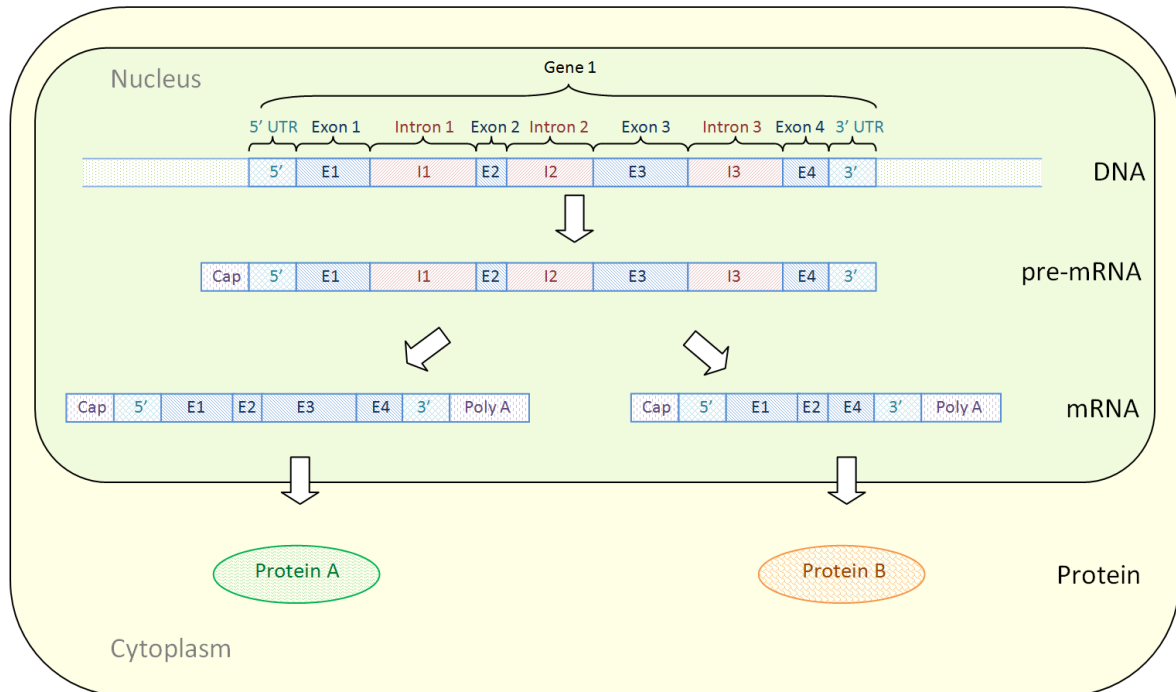 Gene 1
Nucleus
5’ UTR Exon 1 Intron 1 Exon 2 Intron 2 Exon 3 Intron 3 Exon 4 3’ UTR
5’ E1 I1 E2 I2 E3 I3 E4 3’
DNA
Cap 5’ E1 I1 E2 I2 E3 I3 E4 3’
pre-mRNA
Cap 5’ E1 E2 E3 E4 3’ Poly A
Cap 5’ E1 E2 E4 3’ Poly A
mRNA
Protein A
Protein B
Protein
Cytoplasm